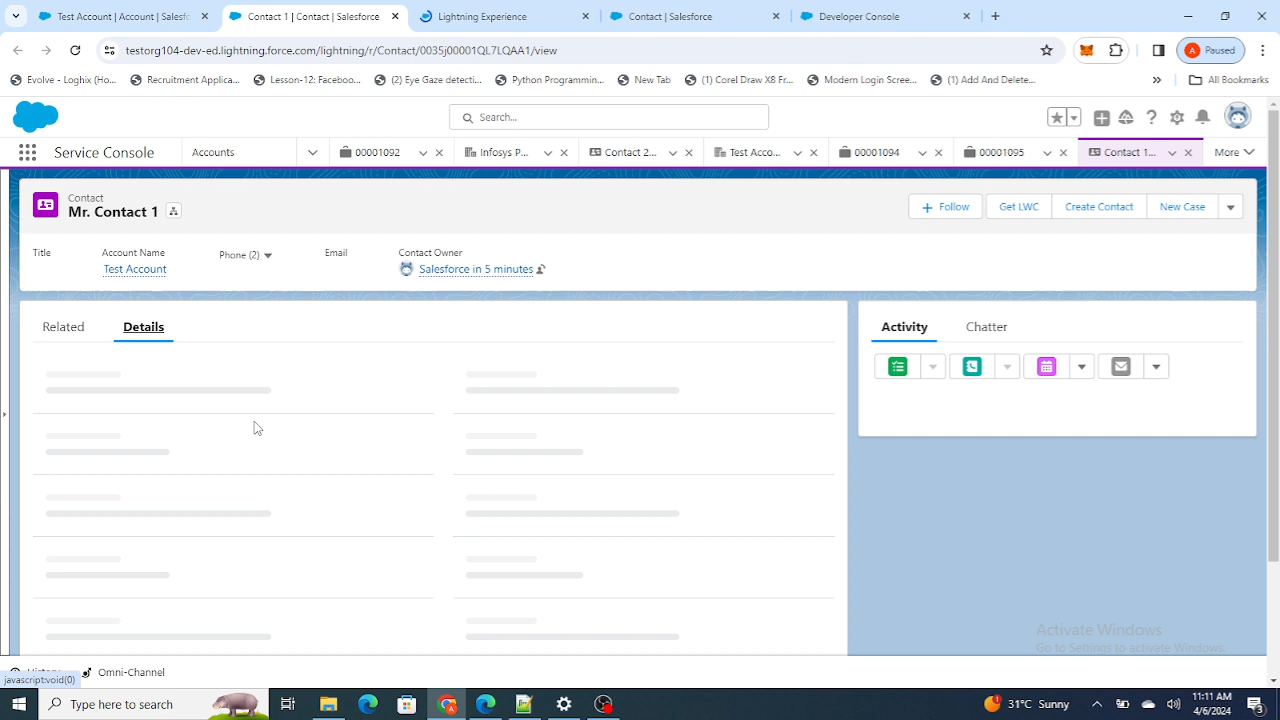 Test Account | Account | Salesf
Contact 1 | Contact | Salesforce
Lightning Experience
Contact | Salesforce
Developer Console
testorg104-dev-ed.lightning.force.com/lightning/r/Contact/0035j00001QL7LQAA1/view
A Paused
Evolve - Loghix (Ho...
Recruitment Applica...
Lesson-12: Faceboo...
(2) Eye Gaze detecti...
Python Programmin...
New Tab
(1) Corel Draw X8 Fr...
Modern Login Scree...
(1) Add And Delete...
All Bookmarks
Search...
Service Console
Accounts
00001092
Infosys P...
Contact 2...
Test Acco...
00001094
00001095
Contact 1...
More
Contact
Mr. Contact 1
Follow
Get LWC
Create Contact
New Case
Title
Account Name
Phone (2)
Email
Contact Owner
Test Account
Salesforce in 5 minutes
Related
Details
Activity
Chatter
Activate Windows
Go to Settings to activate Windows.
History
Omni-Channel
javascript:void(0)
Type here to search
31°C Sunny
11:11 AM
4/6/2024
3